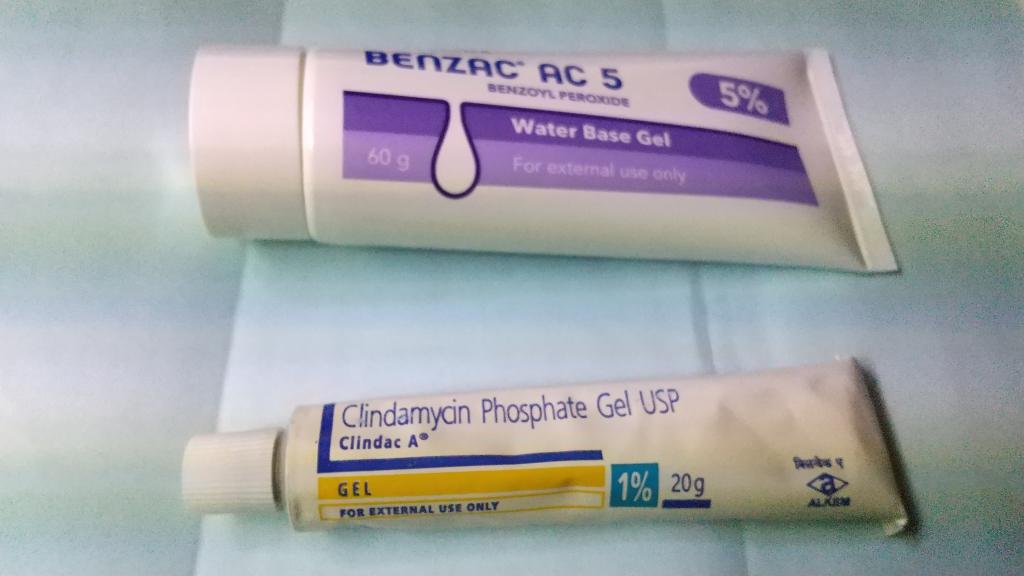 BENZAC® AC 5
BENZOYL PEROXIDE
5%
Water Base Gel
60 g
For external use only
Clindamycin Phosphate Gel USP
Clindac A®
GEL
1%
20g
FOR EXTERNAL USE ONLY
क्लिनडेक ए
a
ALKEM